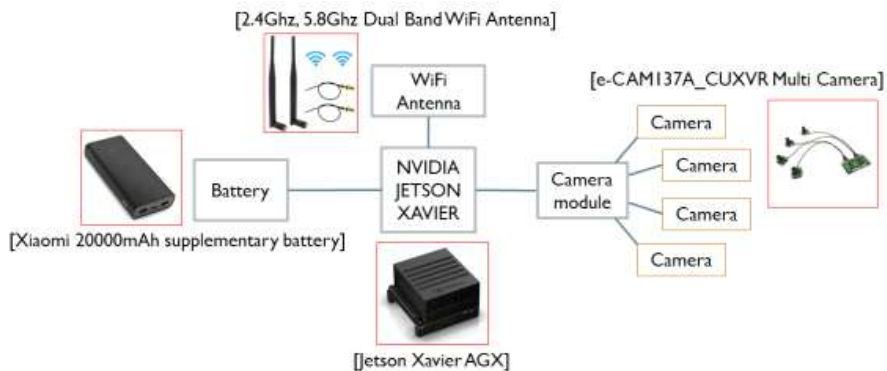 [2.4Ghz, 5.8Ghz Dual Band WiFi Antenna]
WiFi
Antenna
[e-CAM137A_CUXVR Multi Camera]
Camera
Camera
Camera
Camera
Camera
module
NVIDIA
JETSON
XAVIER
Battery
[Xiaomi 20000mAh supplementary battery]
[Jetson Xavier AGX]